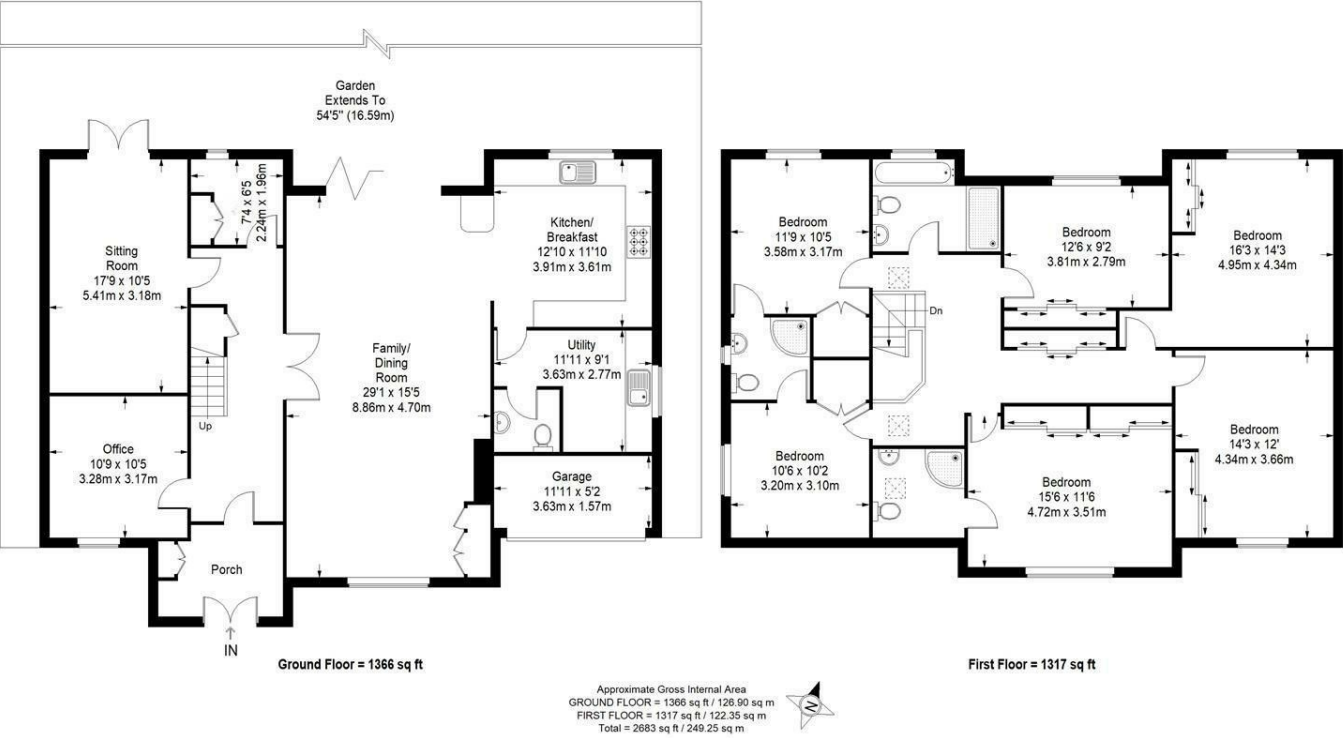 Garden
Extends To
54'5" (16.59m)
7'4 x 6'5
2.24m x 1.96m
Kitchen/
Breakfast
12'10 x 11'10
3.91m x 3.61m
Sitting
Room
17'9 x 10'5
5.41m x 3.18m
Utility
11'11 x 9'1
3.63m x 2.77m
Family/
Dining
Room
29'1 x 15'5
8.86m x 4.70m
Up
Office
10'9 x 10'5
3.28m x 3.17m
Garage
11'11 x 5'2
3.63m x 1.57m
Porch
IN
Ground Floor = 1366 sq ft
Bedroom
11'9 x 10'5
3.58m x 3.17m
Bedroom
12'6 x 9'2
3.81m x 2.79m
Bedroom
16'3 x 14'3
4.95m x 4.34m
Dn
Bedroom
10'6 x 10'2
3.20m x 3.10m
Bedroom
15'6 x 11'6
4.72m x 3.51m
Bedroom
14'3 x 12'
4.34m x 3.66m
First Floor = 1317 sq ft
Approximate Gross Internal Area
GROUND FLOOR = 1366 sq ft / 126.90 sq m
FIRST FLOOR = 1317 sq ft / 122.35 sq m
Total = 2683 sq ft / 249.25 sq m
N